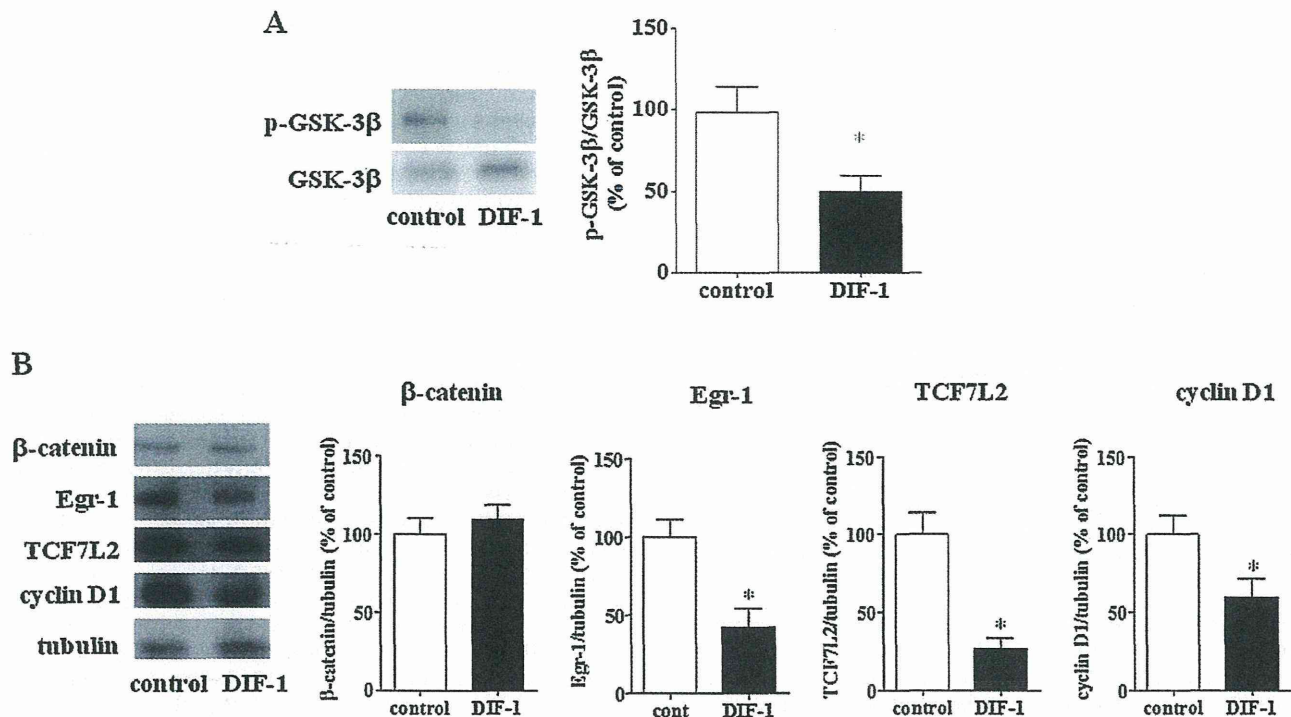 A
p-GSK-3β
GSK-3β
control DIF-1
p-GSK-3β/GSK-3β
(% of control)
150
100
50
0
*
control DIF-1
B
β-catenin
Egr-1
TCF7L2
cyclin D1
tubulin
control DIF-1
β-catenin
β-catenin/tubulin (% of control)
150
100
50
0
control DIF-1
Egr-1
Egr-1/tubulin (% of control)
150
100
50
0
*
cont DIF-1
TCF7L2
TCF7L2/tubulin (% of control)
150
100
50
0
*
control DIF-1
cyclin D1
cyclin D1/tubulin (% of control)
150
100
50
0
*
control DIF-1